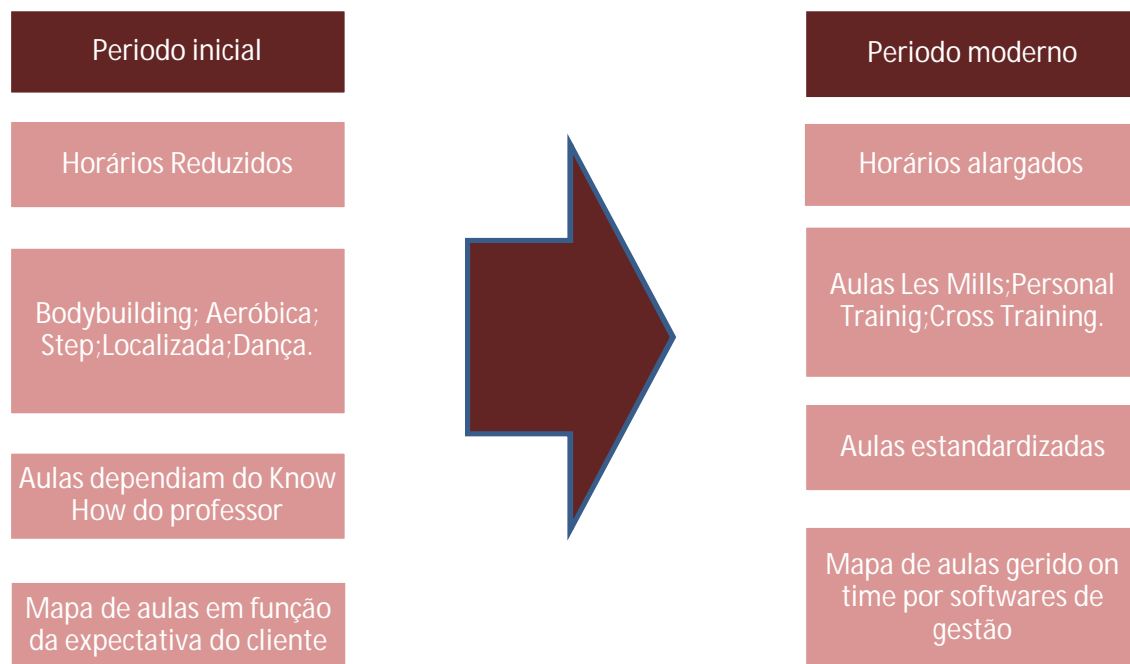 Periodo inicial
Horários Reduzidos
Bodybuilding; Aeróbica;
Step;Localizada;Dança.
Aulas dependiam do Know
How do professor
Mapa de aulas em função
da expectativa do cliente
Periodo moderno
Horários alargados
Aulas Les Mills;Personal
Trainig;Cross Training.
Aulas estandardizadas
Mapa de aulas gerido on
time por softwares de
gestão